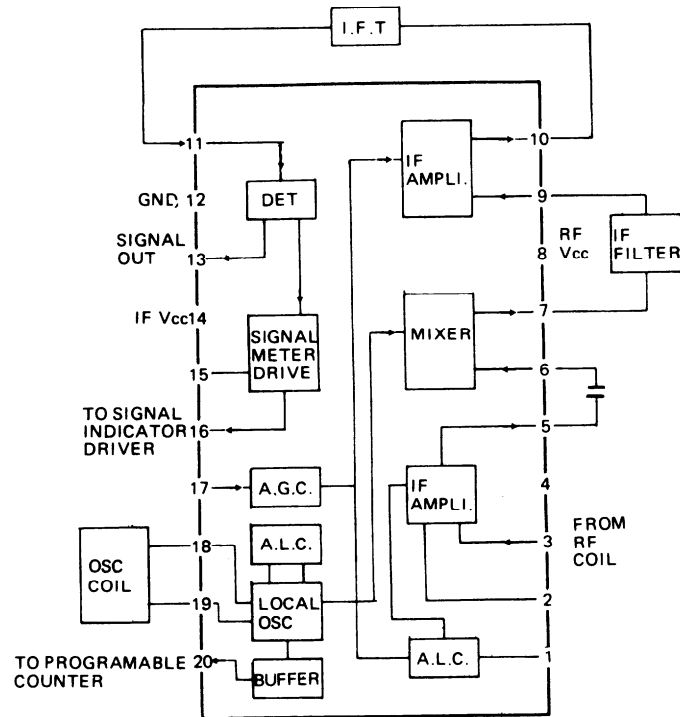 I.F.T
11
10
IF
AMPLI.
DET
GND; 12
9
SIGNAL
OUT
13
RF
8 Vcc
IF
FILTER
IF Vcc14
7
SIGNAL
METER
DRIVE
MIXER
15
6
TO SIGNAL
INDICATOR
DRIVER
16
5
17
A.G.C.
IF
AMPLI.
4
18
A.L.C.
3
FROM
RF
COIL
OSC
COIL
19
LOCAL
OSC
2
TO PROGRAMABLE
COUNTER
20
BUFFER
A.L.C.
1